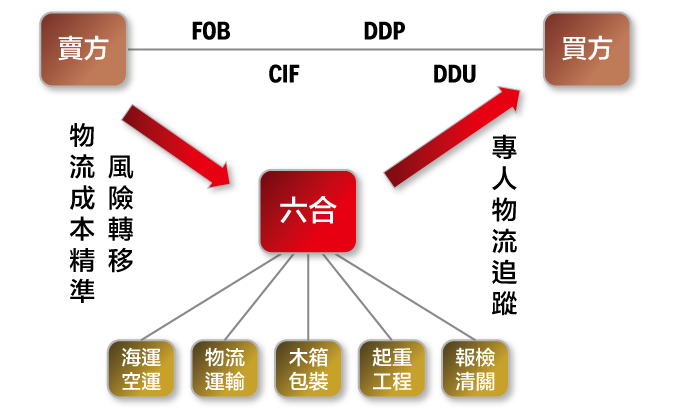 賣方
FOB
DDP
買方
CIF
DDU
物流成本精準
風險轉移
六合
專人物流追蹤
海運
空運
物流
運輸
木箱
包裝
起重
工程
報檢
清關